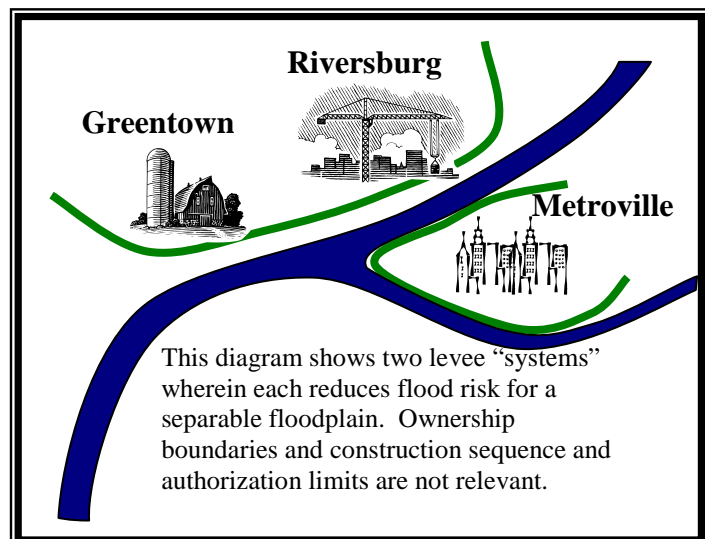 Riversburg
Greentown
Metroville
This diagram shows two levee “systems”
wherein each reduces flood risk for a
separable floodplain.  Ownership
boundaries and construction sequence and
authorization limits are not relevant.